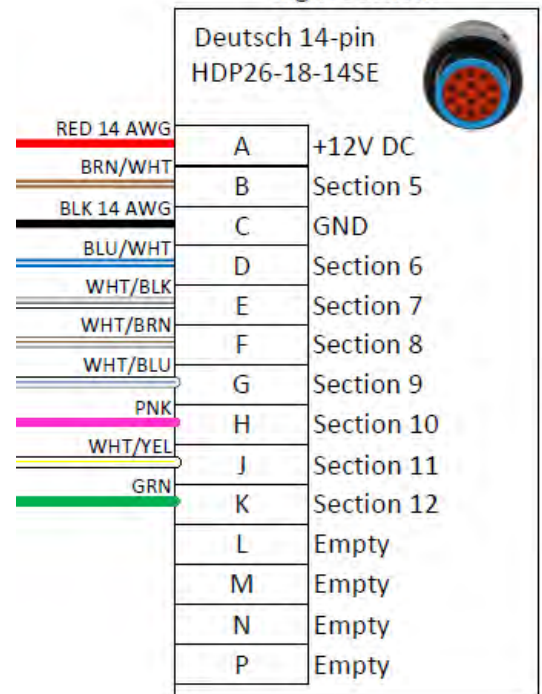 Deutsch 14-pin
HDP26-18-14SE
RED 14 AWG A +12V DC
BRN/WHT B Section 5
BLK 14 AWG C GND
BLU/WHT D Section 6
WHT/BLK E Section 7
WHT/BRN F Section 8
WHT/BLU G Section 9
PNK H Section 10
WHT/YEL J Section 11
GRN K Section 12
L Empty
M Empty
N Empty
P Empty